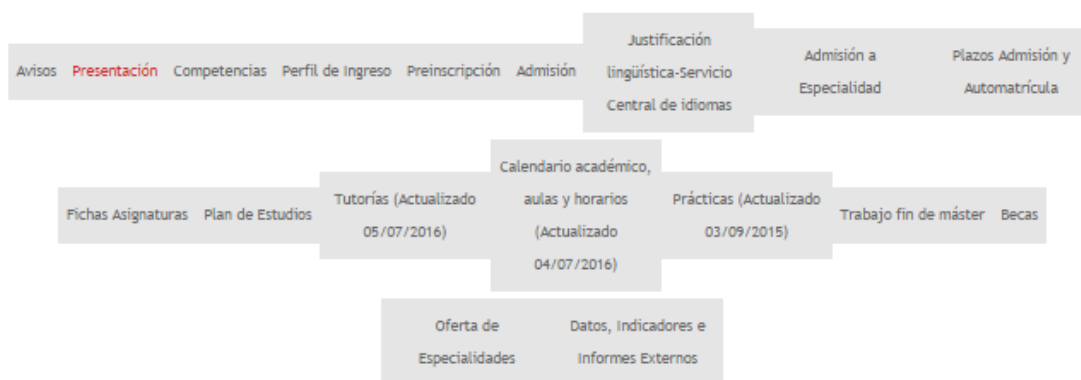 Avisos Presentación Competencias Perfil de Ingreso Preinscripción Admisión
Justificación
lingüística-Servicio
Central de idiomas
Admisión a
Especialidad
Plazos Admisión y
Automatrícula
Fichas Asignaturas Plan de Estudios
Tutorías (Actualizado
05/07/2016)
Calendario académico,
aulas y horarios
(Actualizado
04/07/2016)
Prácticas (Actualizado
03/09/2015)
Trabajo fin de máster Becas
Oferta de
Especialidades
Datos, Indicadores e
Informes Externos